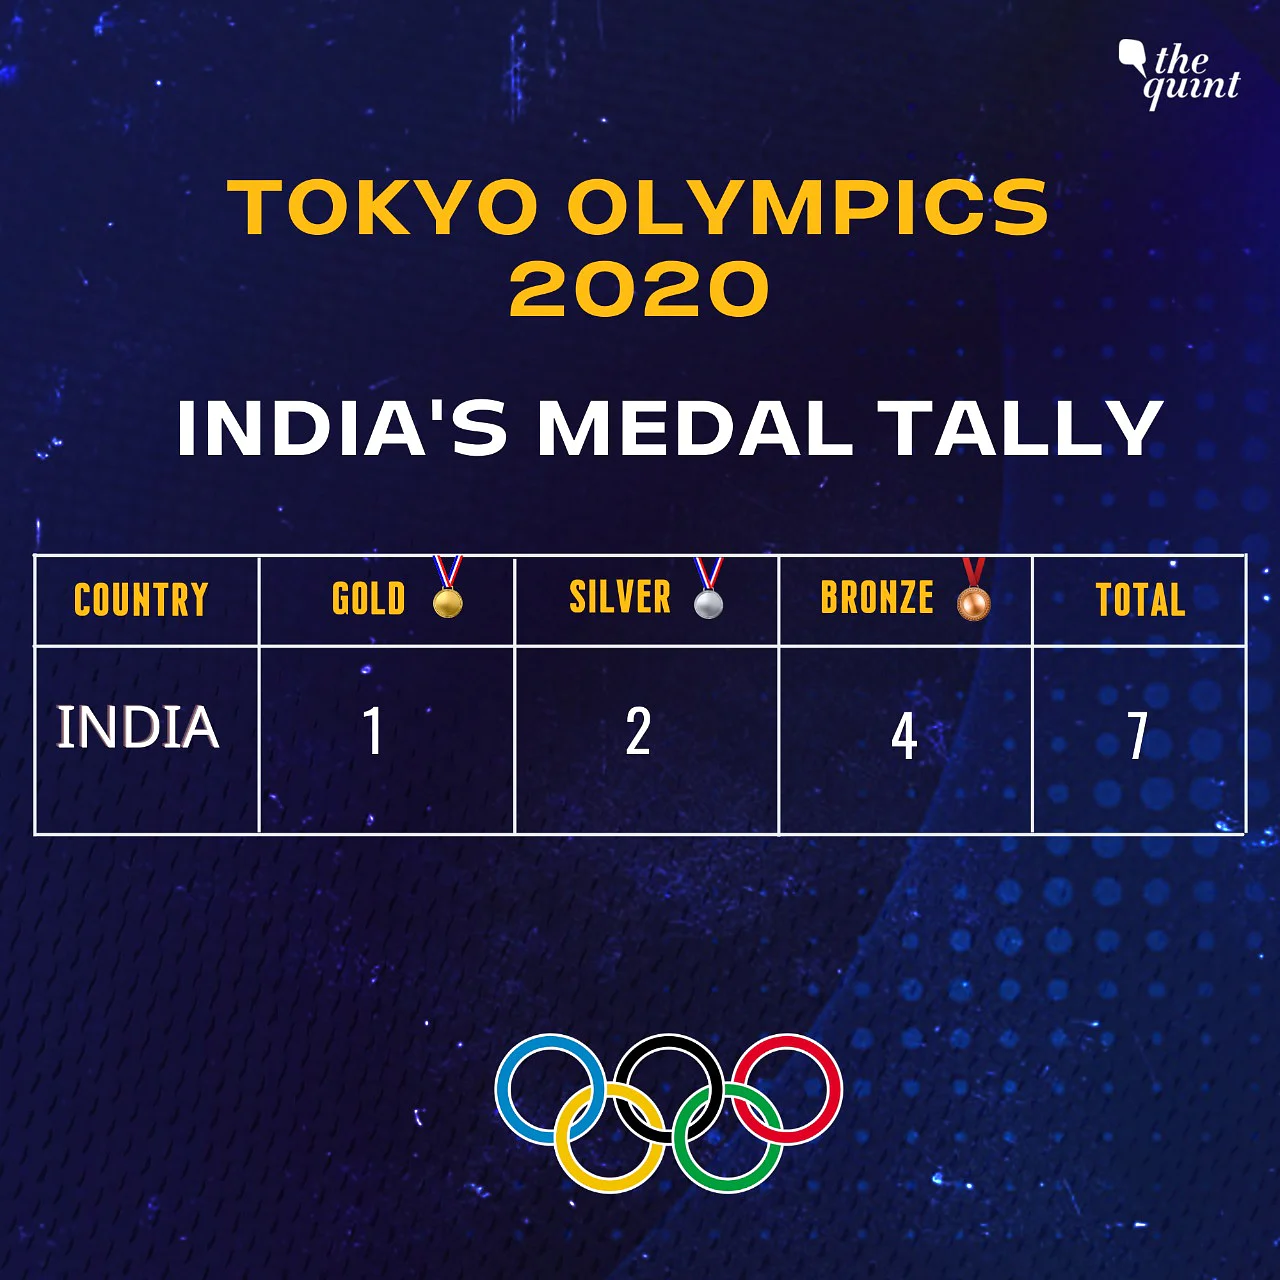 the
quint
TOKYO OLYMPICS
2020
INDIA'S MEDAL TALLY
COUNTRY GOLD SILVER BRONZE TOTAL
INDIA 1 2 4 7